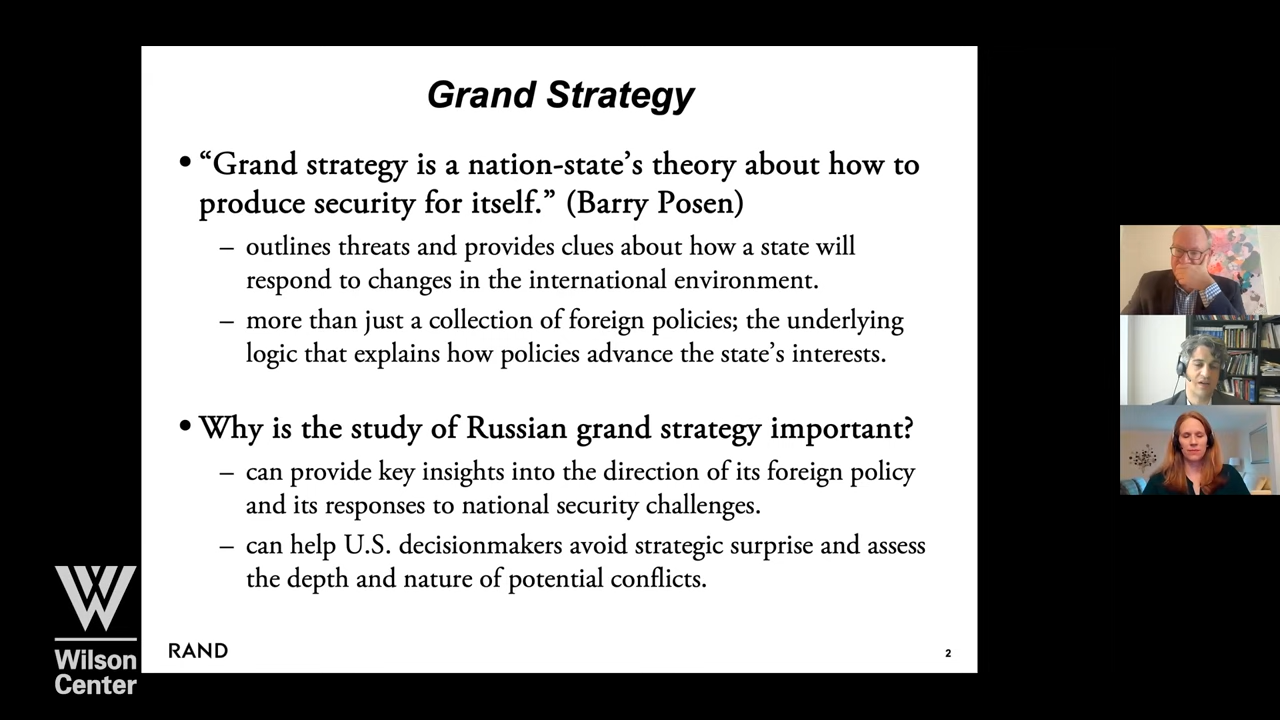 Grand Strategy
• “Grand strategy is a nation-state’s theory about how to
produce security for itself.” (Barry Posen)
– outlines threats and provides clues about how a state will
respond to changes in the international environment.
– more than just a collection of foreign policies; the underlying
logic that explains how policies advance the state’s interests.
• Why is the study of Russian grand strategy important?
– can provide key insights into the direction of its foreign policy
and its responses to national security challenges.
– can help U.S. decisionmakers avoid strategic surprise and assess
the depth and nature of potential conflicts.
RAND
2
Wilson
Center